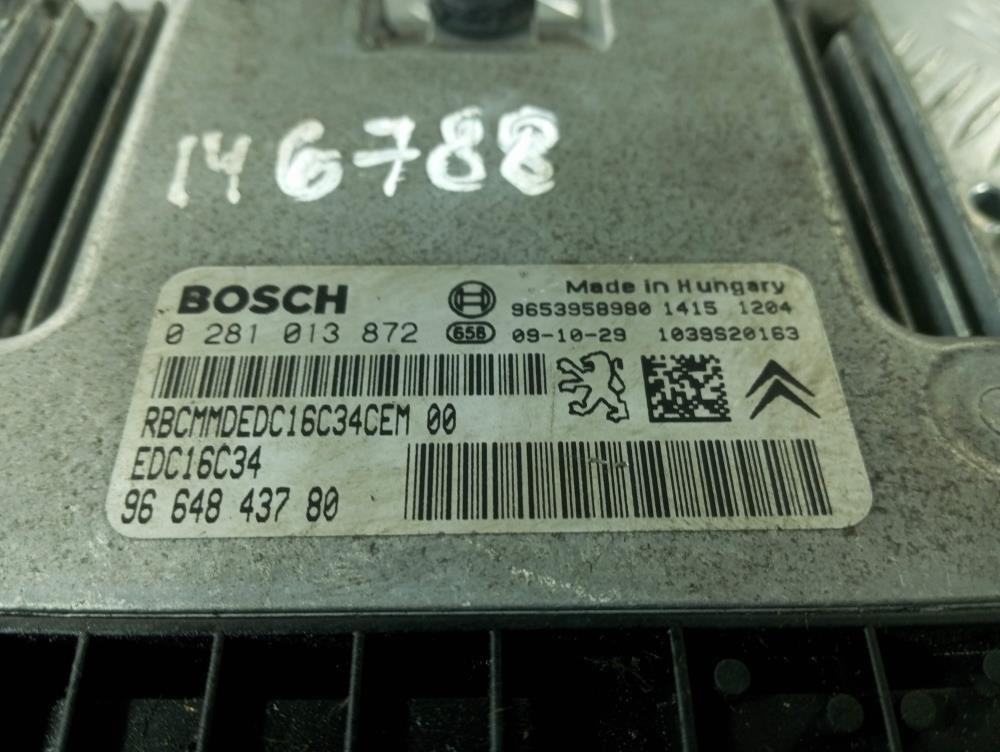 146788
BOSCH
Made in Hungary
9653958980 1415 1204
0 281 013 872 65B 09-10-29 1039S20163
RBCMMDEDC16C34CEM 00
EDC16C34
96 648 437 80